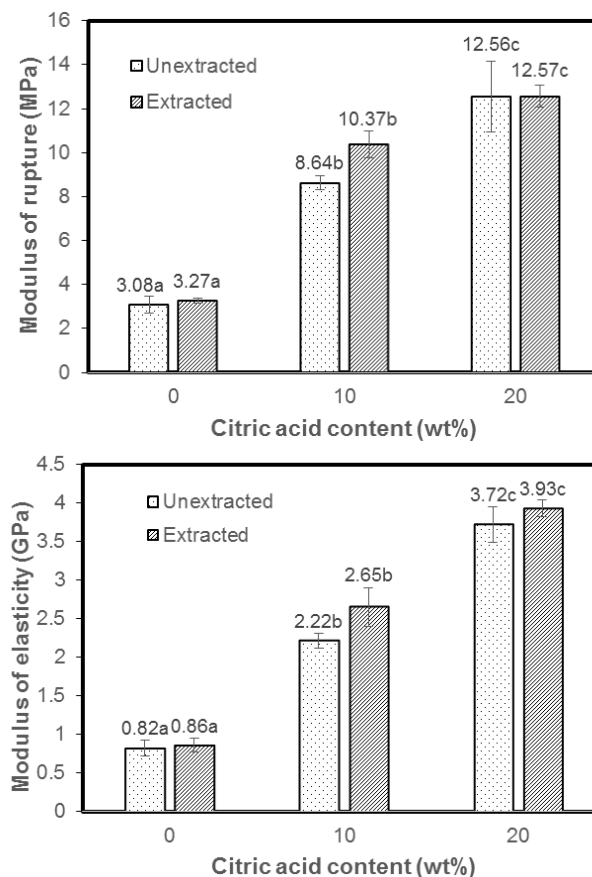 16
14
12
10
8
6
4
2
0
Modulus of rupture (MPa)
Unextracted
Extracted
3.08a
3.27a
8.64b
10.37b
12.56c
12.57c
0
10
20
Citric acid content (wt%)
4.5
4
3.5
3
2.5
2
1.5
1
0.5
0
Modulus of elasticity (GPa)
Unextracted
Extracted
0.82a
0.86a
2.22b
2.65b
3.72c
3.93c
0
10
20
Citric acid content (wt%)